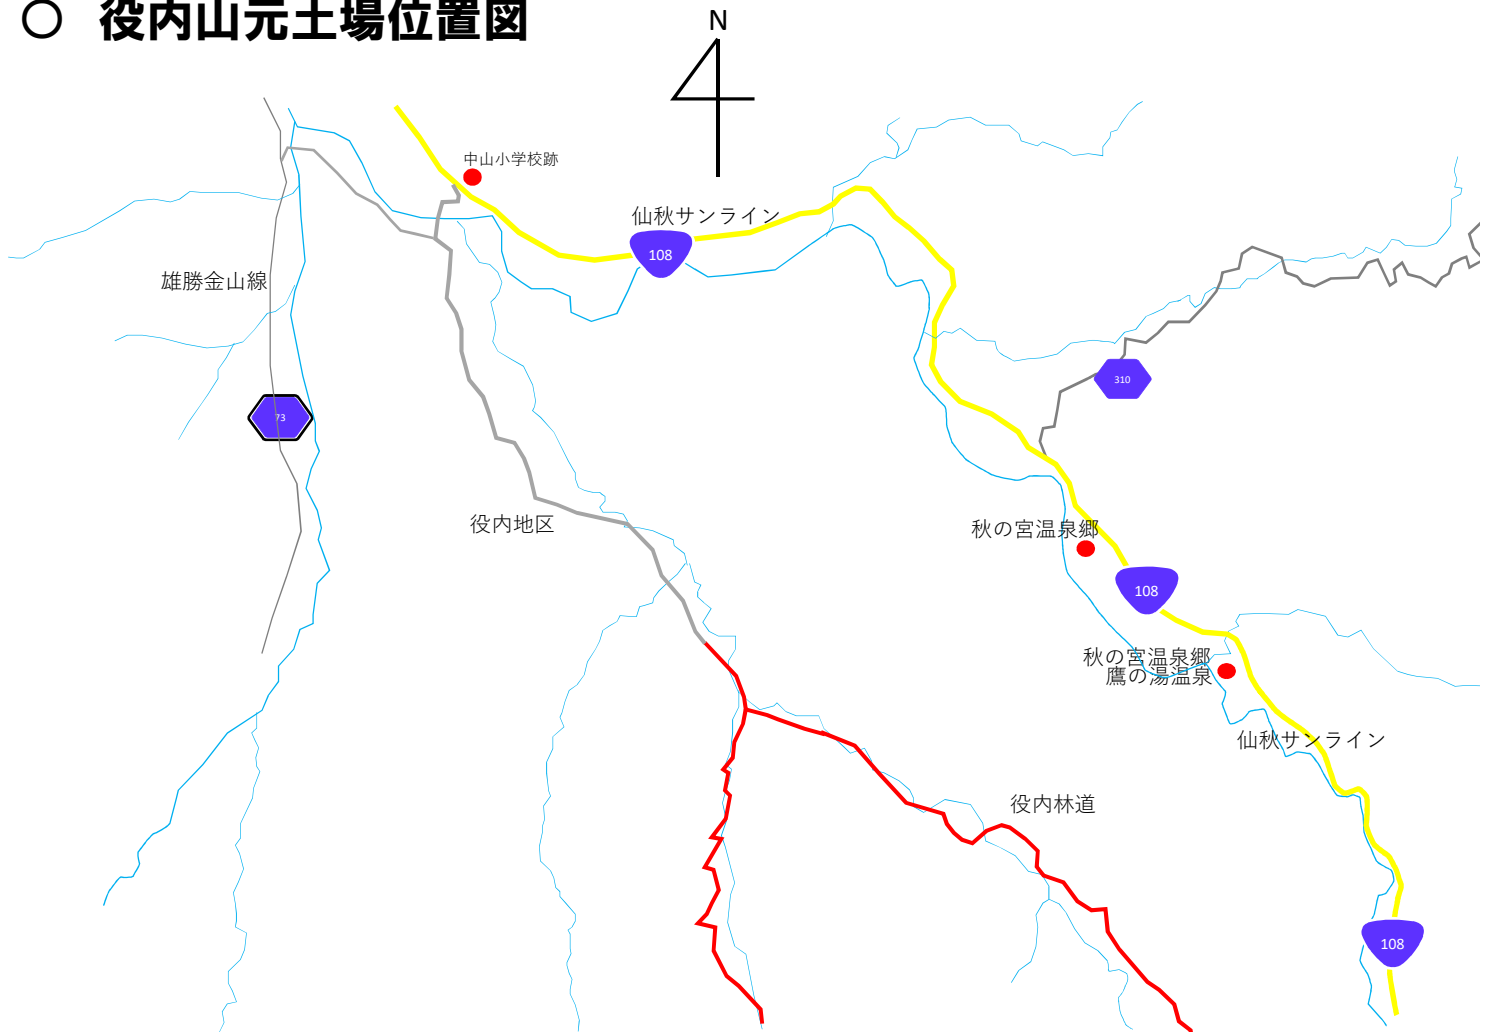 ○ 役内山元土場位置図
N
中山小学校跡
仙秋サンライン
108
雄勝金山線
310
73
役内地区
秋の宮温泉郷
108
秋の宮温泉郷
鷹の湯温泉
仙秋サンライン
役内林道
108